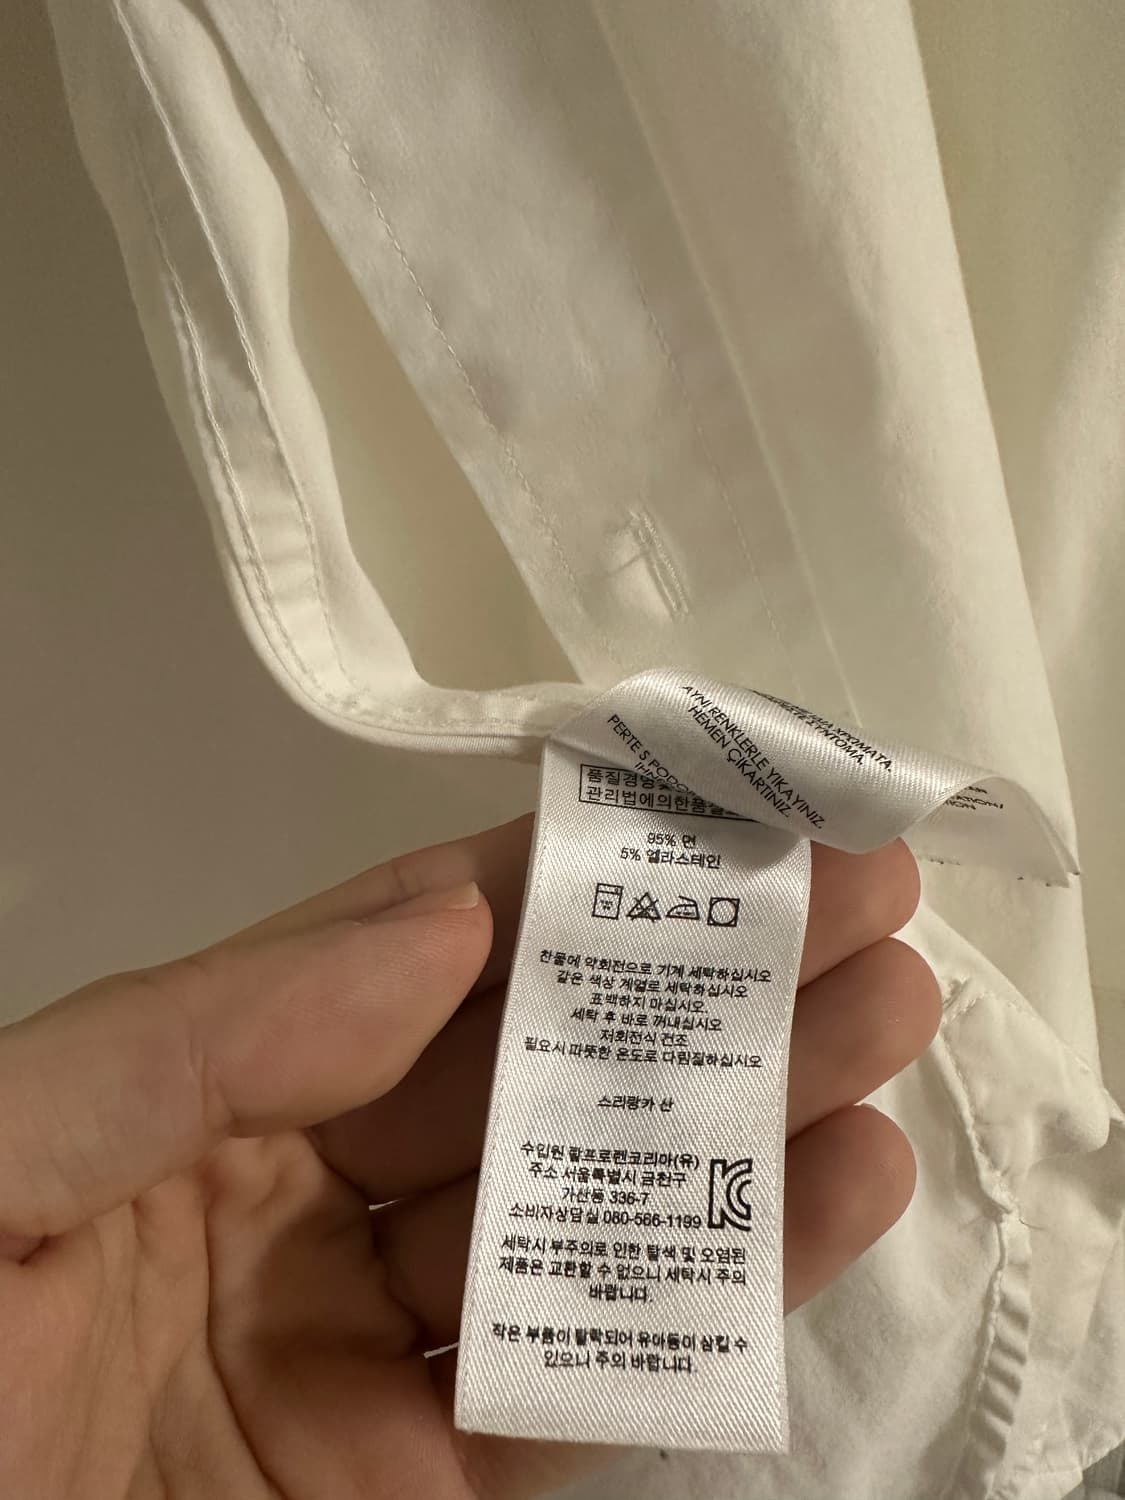 AYNI RENKLERLE YIKAYINIZ.
HEMEN ÇIKARTINIZ.
PERTE S PODO
품질경영및
관리법에의한품질
95% 면
5% 엘라스테인
찬물에 약회전으로 기계 세탁하십시오
같은 색상 계열로 세탁하십시오
표백하지 마십시오
세탁 후 바로 꺼내십시오
저회전식 건조
필요시 따뜻한 온도로 다림질하십시오
스리랑카 산
수입원 랄프로렌코리아(유)
주소 서울특별시 금천구
가산동 336-7
소비자상담실 080-566-1199
세탁시 부주의로 인한 탈색 및 오염된
제품은 교환할 수 없으니 세탁시 주의
바랍니다.
작은 부품이 탈락되어 유아등이 삼킬 수
있으니 주의 바랍니다.